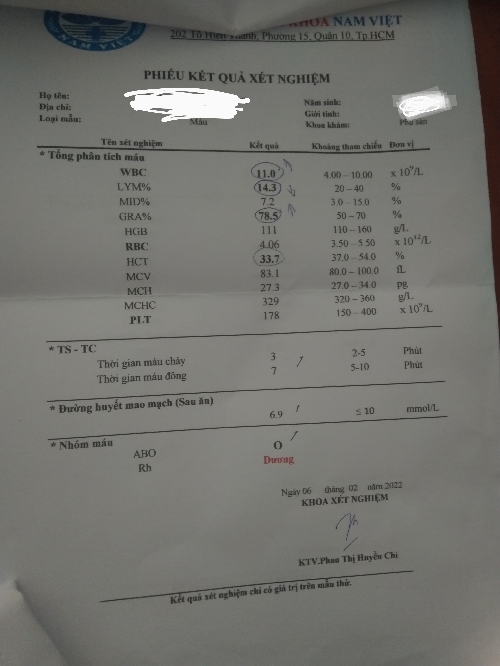 NAM VIỆT
KHOA NAM VIỆT
202 Tô Hiến Thành, Phường 15, Quận 10, Tp.HCM
PHIẾU KẾT QUẢ XÉT NGHIỆM
Họ tên: Năm sinh:
Địa chỉ: Giới tính:
Loại mẫu: Máu Khoa khám: Phụ sản
Tên xét nghiệm Kết quả Khoảng tham chiếu Đơn vị
* Tổng phân tích máu
WBC 11.0 4.00 – 10.00 x 10^9/L
LYM% 14.3 20 – 40 %
MID% 7.2 3.0 – 15.0 %
GRA% 78.5 50 – 70 %
HGB 111 110 – 160 g/L
RBC 4.06 3.50 – 5.50 x 10^12/L
HCT 33.7 37.0 – 54.0 %
MCV 83.1 80.0 – 100.0 fL
MCH 27.3 27.0 – 34.0 pg
MCHC 329 320 – 360 g/L
PLT 178 150 – 400 x 10^9/L
* TS - TC
Thời gian máu chảy 3 2-5 Phút
Thời gian máu đông 7 5-10 Phút
* Đường huyết mao mạch (Sau ăn)
6.9 ≤ 10 mmol/L
* Nhóm máu
ABO O
Rh Dương
Ngày 06 tháng 02 năm 2022
KHOA XÉT NGHIỆM
KTV.Phan Thị Huyền Chi
Kết quả xét nghiệm chỉ có giá trị trên mẫu thử.